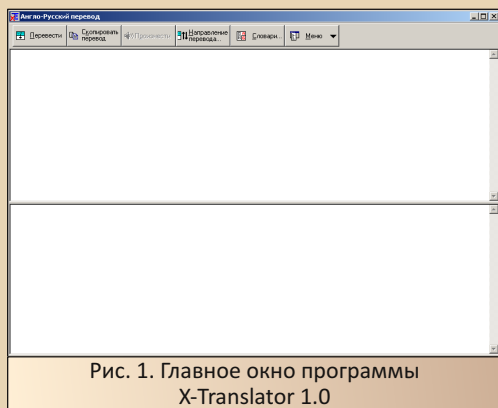 Англо-Русский перевод
Перевести Скопировать перевод Произнести Направление перевода... Словари... Меню
Рис. 1. Главное окно программы
X-Translator 1.0